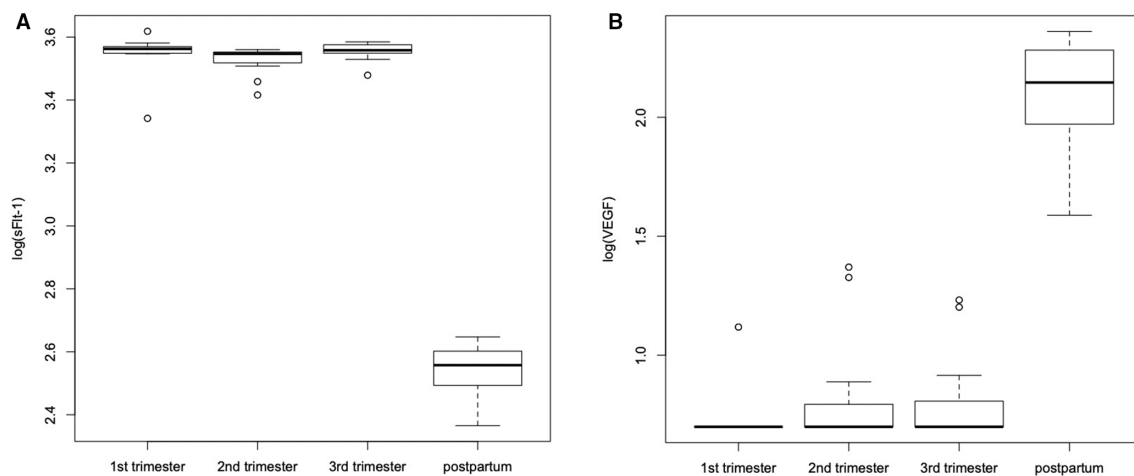 A
log(sFlt-1)
3.6
3.4
3.2
3.0
2.8
2.6
2.4
1st trimester 2nd trimester 3rd trimester postpartum
B
log(VEGF)
2.0
1.5
1.0
1st trimester 2nd trimester 3rd trimester postpartum